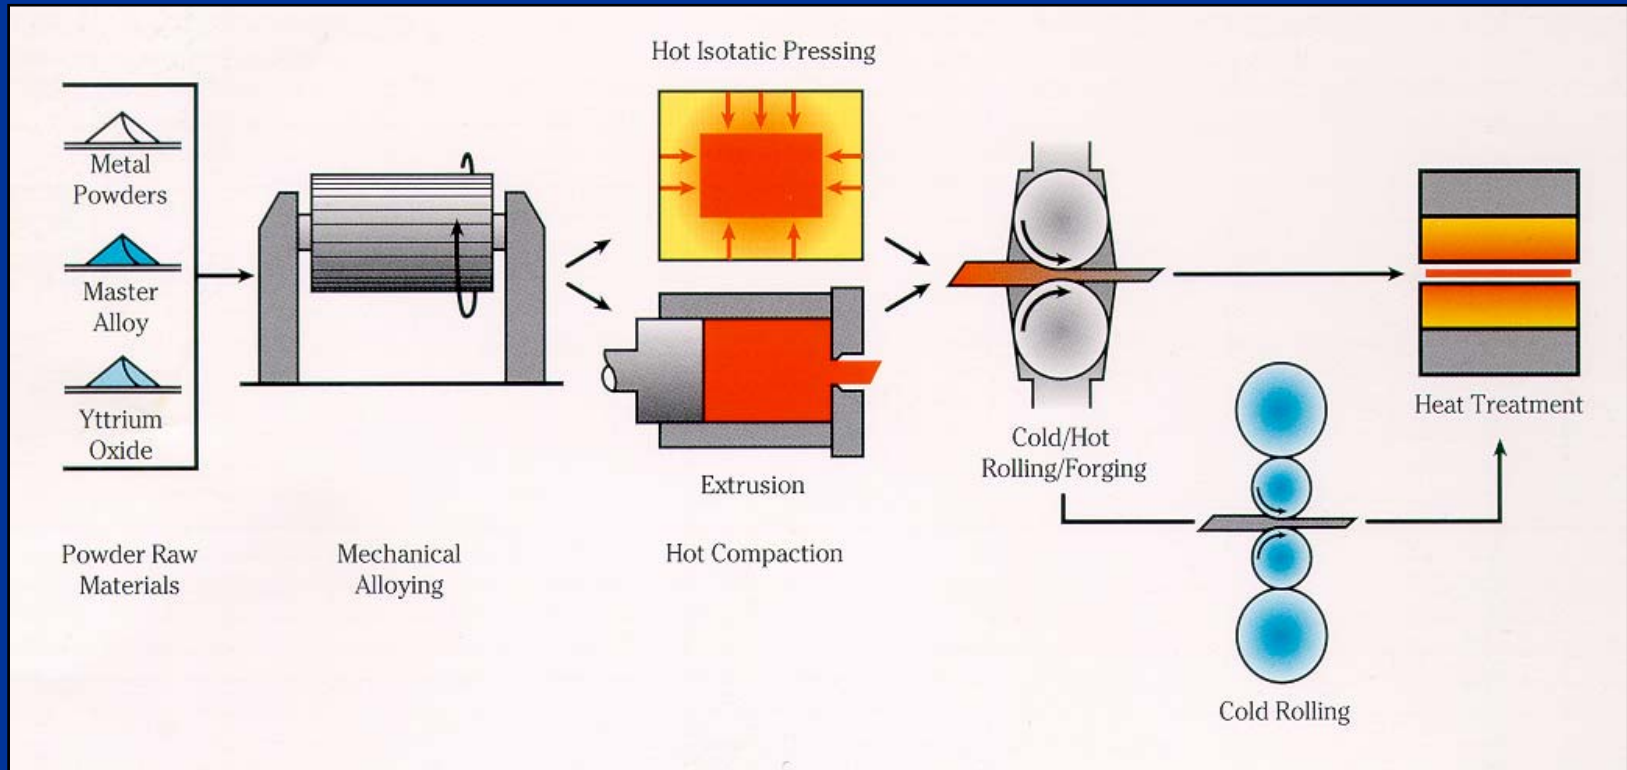 Hot Isotatic Pressing
Metal
Powders
Master
Alloy
Yttrium
Oxide
Powder Raw
Materials
Mechanical
Alloying
Extrusion
Hot Compaction
Cold/Hot
Rolling/Forging
Cold Rolling
Heat Treatment